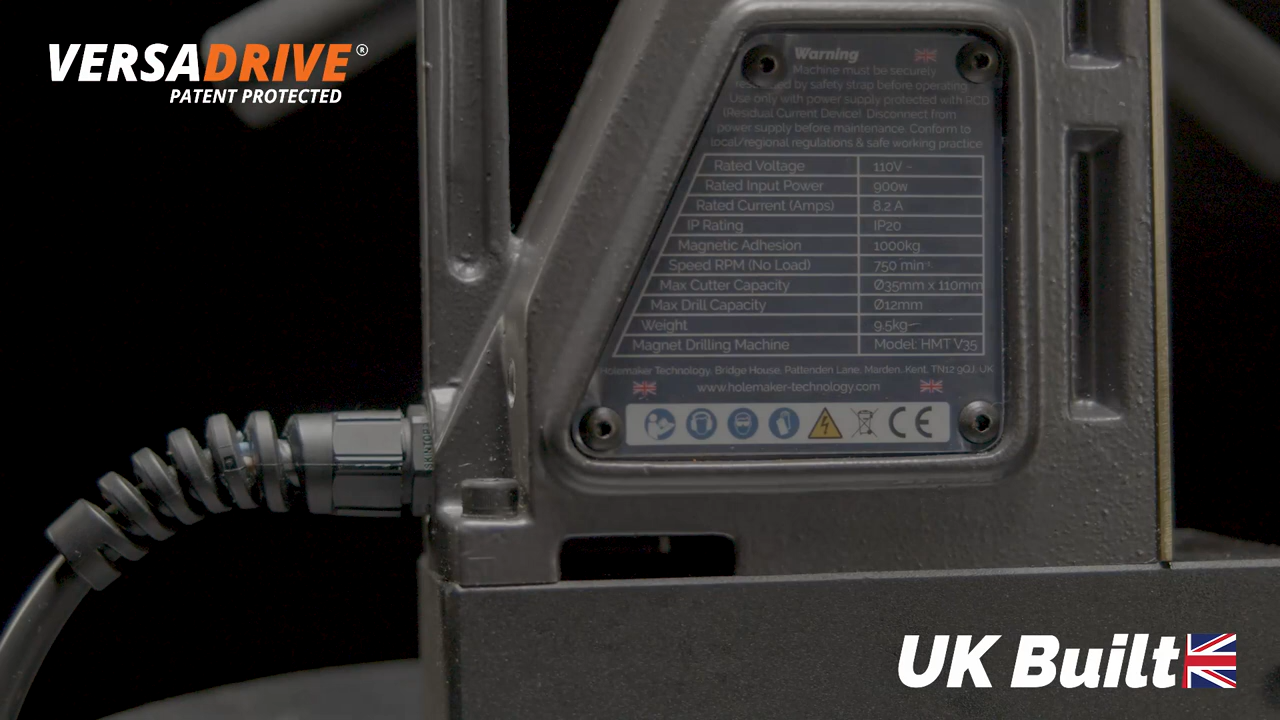 VERSADRIVE®
PATENT PROTECTED
Warning
Machine must be securely
restrained by safety strap before operating
Use only with power supply protected with RCD
(Residual Current Device). Disconnect from
power supply before maintenance. Conform to
local/regional regulations & safe working practice
Rated Voltage 110V ~
Rated Input Power 900w
Rated Current (Amps) 8.2 A
IP Rating IP20
Magnetic Adhesion 1000kg
Speed RPM (No Load) 750 min⁻¹
Max Cutter Capacity Ø35mm x 110mm
Max Drill Capacity Ø12mm
Weight 9.5kg
Magnet Drilling Machine Model: HMT V35
Holemaker Technology, Bridge House, Pattenden Lane, Marden, Kent, TN12 9QJ, UK
www.holemaker-technology.com
CE
SKINTOP
UK Built